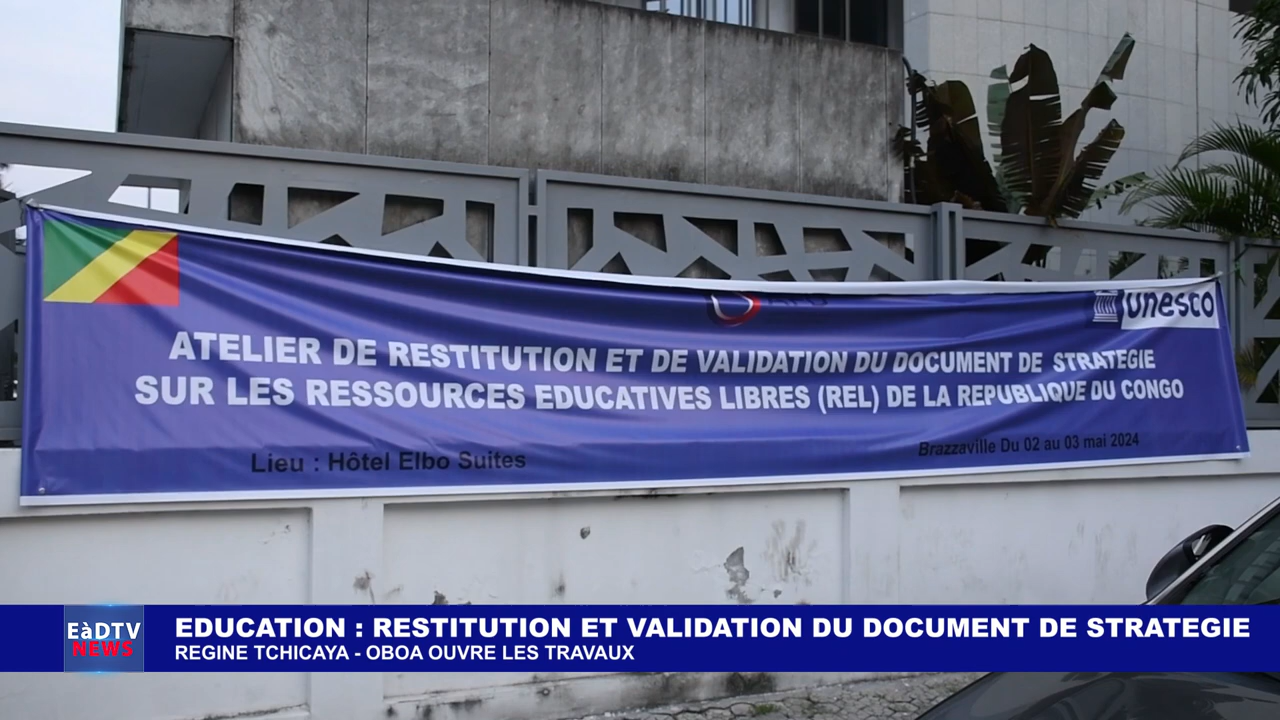 unesco
ATELIER DE RESTITUTION ET DE VALIDATION DU DOCUMENT DE STRATEGIE
SUR LES RESSOURCES EDUCATIVES LIBRES (REL) DE LA REPUBLIQUE DU CONGO
Brazzaville Du 02 au 03 mai 2024
Lieu : Hôtel Elbo Suites
EàDTV
NEWS
EDUCATION : RESTITUTION ET VALIDATION DU DOCUMENT DE STRATEGIE
REGINE TCHICAYA - OBOA OUVRE LES TRAVAUX